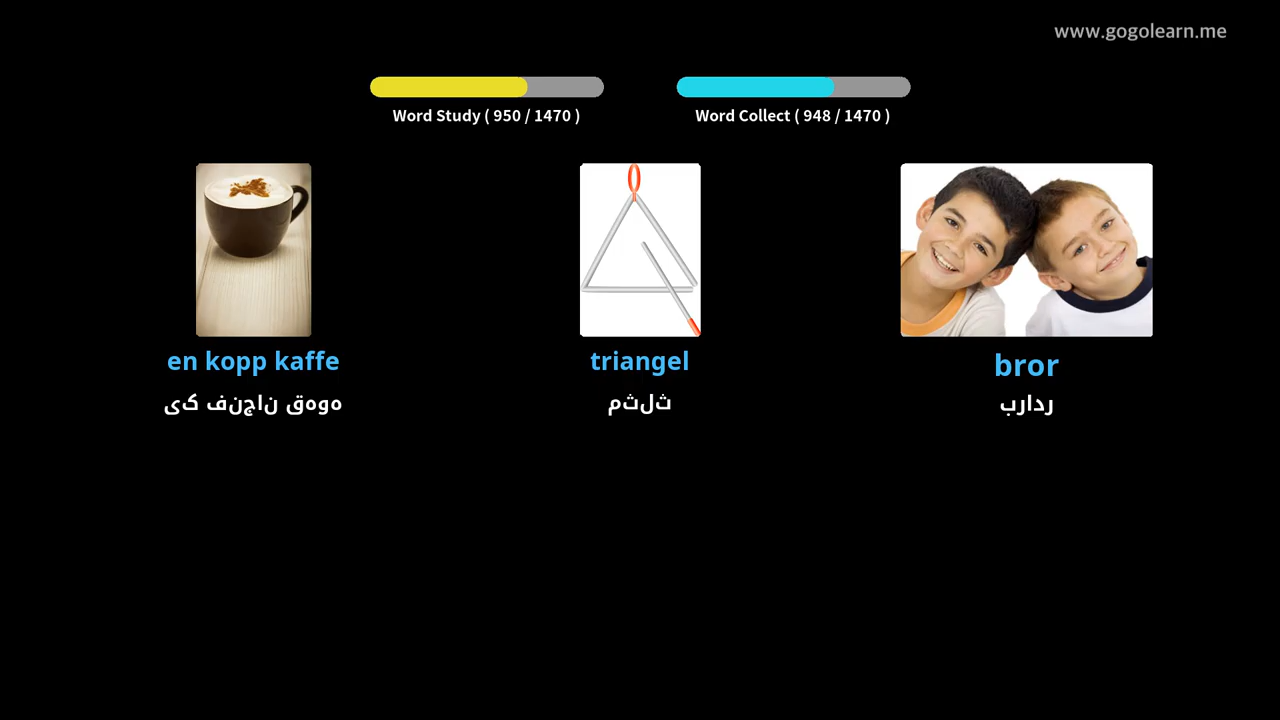 www.gogolearn.me
Word Study ( 950 / 1470 )
Word Collect ( 948 / 1470 )
en kopp kaffe
یک فنجان قهوه
triangel
مثلث
bror
برادر